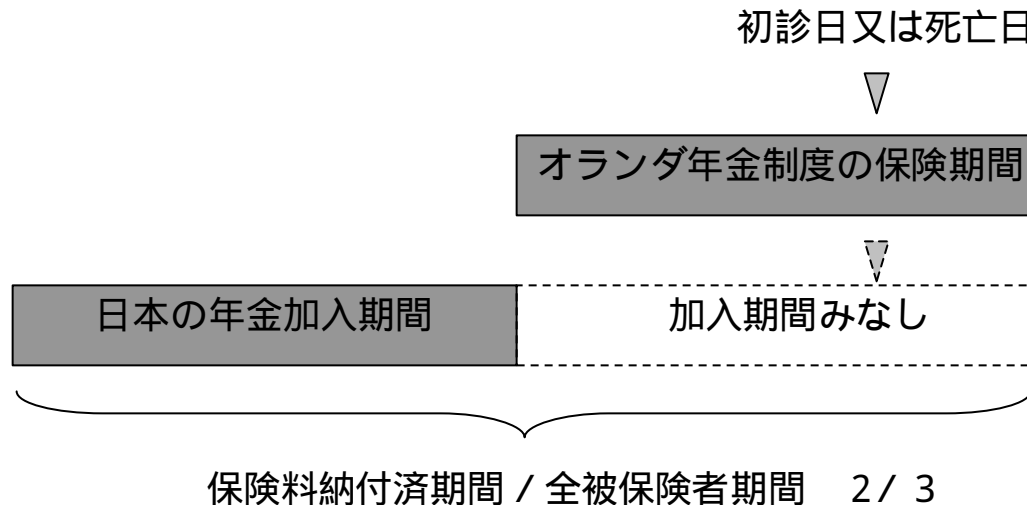 初診日又は死亡日
オランダ年金制度の保険期間
日本の年金加入期間
加入期間みなし
保険料納付済期間 / 全被保険者期間　2 / 3